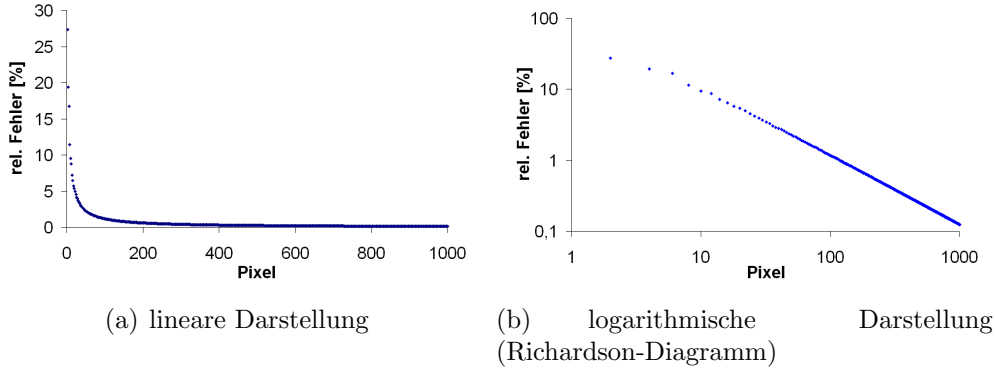 30
25
20
15
10
5
0
rel. Fehler [%]
0 200 400 600 800 1000
Pixel
100
10
1
0,1
rel. Fehler [%]
1 10 100 1000
Pixel
(a) lineare Darstellung
(b) logarithmische Darstellung
(Richardson-Diagramm)